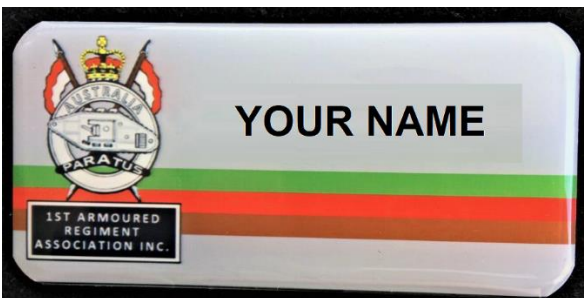 AUSTRALIA
PARATUS
YOUR NAME
1ST ARMOURED
REGIMENT
ASSOCIATION INC.